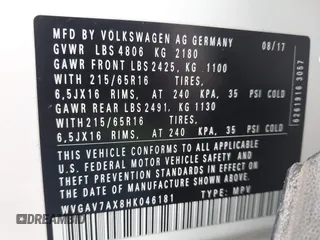 MFD BY VOLKSWAGEN AG GERMANY
GVWR LBS 4806 KG 2180 08/17
GAWR FRONT LBS 2425, KG 1100
WITH 215/65R16 TIRES,
6,5JX16 RIMS, AT 240 KPA, 35 PSI COLD
GAWR REAR LBS 2491, KG 1130
WITH 215/65R16 TIRES,
6,5JX16 RIMS, AT 240 KPA, 35 PSI COLD
THIS VEHICLE CONFORMS TO ALL APPLICABLE
U.S. FEDERAL MOTOR VEHICLE SAFETY AND
THEFT PREVENTION STANDARDS IN EFFECT
ON THE DATE OF MANUFACTURE SHOWN ABOVE
WVGAV7AX8HK046181 TYPE: MPV
6261916 3057
DREAMBID